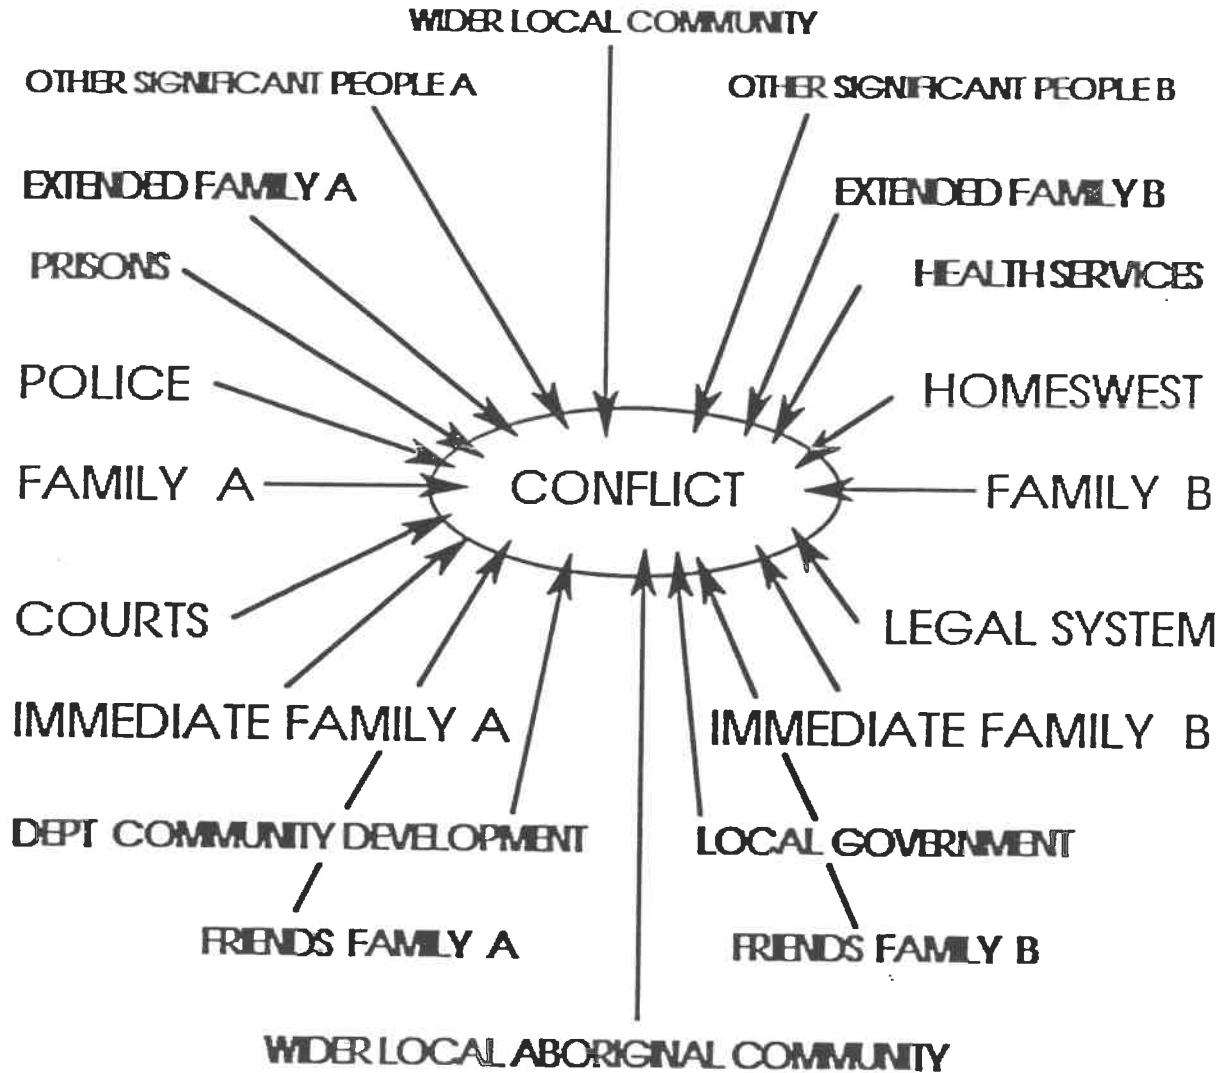 WIDER LOCAL COMMUNITY
OTHER SIGNIFICANT PEOPLE A
OTHER SIGNIFICANT PEOPLE B
EXTENDED FAMILY A
EXTENDED FAMILY B
PRISONS
HEALTH SERVICES
POLICE
HOMESWEST
FAMILY A
CONFLICT
FAMILY B
COURTS
LEGAL SYSTEM
IMMEDIATE FAMILY A
IMMEDIATE FAMILY B
DEPT COMMUNITY DEVELOPMENT
LOCAL GOVERNMENT
FRIENDS FAMILY A
FRIENDS FAMILY B
WIDER LOCAL ABORIGINAL COMMUNITY